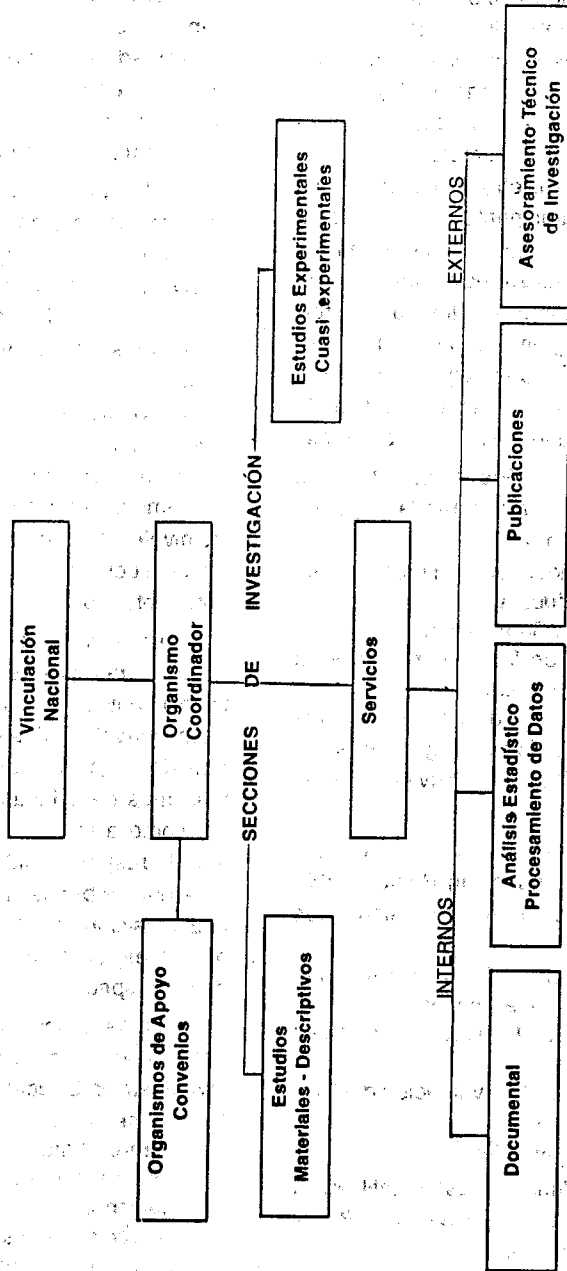 Vinculación
Nacional
Organismos de Apoyo
Convenios
Organismo
Coordinador
SECCIONES DE INVESTIGACIÓN
Estudios
Materiales - Descriptivos
Estudios Experimentales
Cuasi experimentales
Servicios
INTERNOS
EXTERNOS
Documental
Análisis Estadístico
Procesamiento de Datos
Publicaciones
Asesoramiento Técnico
de Investigación